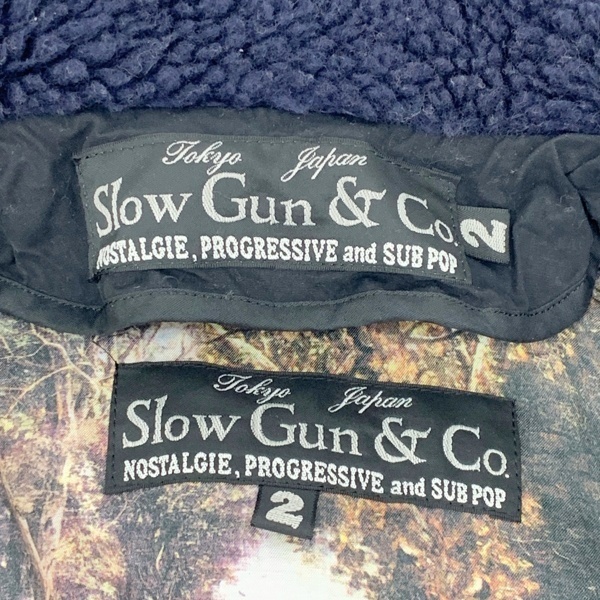 Tokyo Japan
Slow Gun & Co.
NOSTALGIE, PROGRESSIVE and SUB POP
2
Tokyo Japan
Slow Gun & Co.
NOSTALGIE, PROGRESSIVE and SUB POP
2